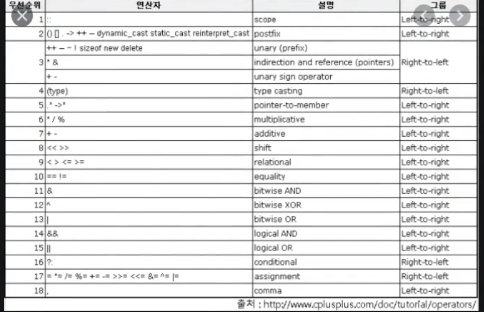 우선순위 연산자 설명 그룹
1 :: scope Left-to-right
2 () [] . -> ++ -- dynamic_cast static_cast reinterpret_cast postfix Left-to-right
3 ++ -- ~ ! sizeof new delete unary (prefix) Right-to-left
* & indirection and reference (pointers)
+ - unary sign operator
4 (type) type casting Right-to-left
5 .* ->* pointer-to-member Left-to-right
6 * / % multiplicative Left-to-right
7 + - additive Left-to-right
8 << >> shift Left-to-right
9 < > <= >= relational Left-to-right
10 == != equality Left-to-right
11 & bitwise AND Left-to-right
12 ^ bitwise XOR Left-to-right
13 | bitwise OR Left-to-right
14 && logical AND Left-to-right
15 || logical OR Left-to-right
16 ?: conditional Right-to-left
17 = *= /= %= += -= >>= <<= &= ^= |= assignment Right-to-left
18 , comma Left-to-right
출처 : http://www.cplusplus.com/doc/tutorial/operators/